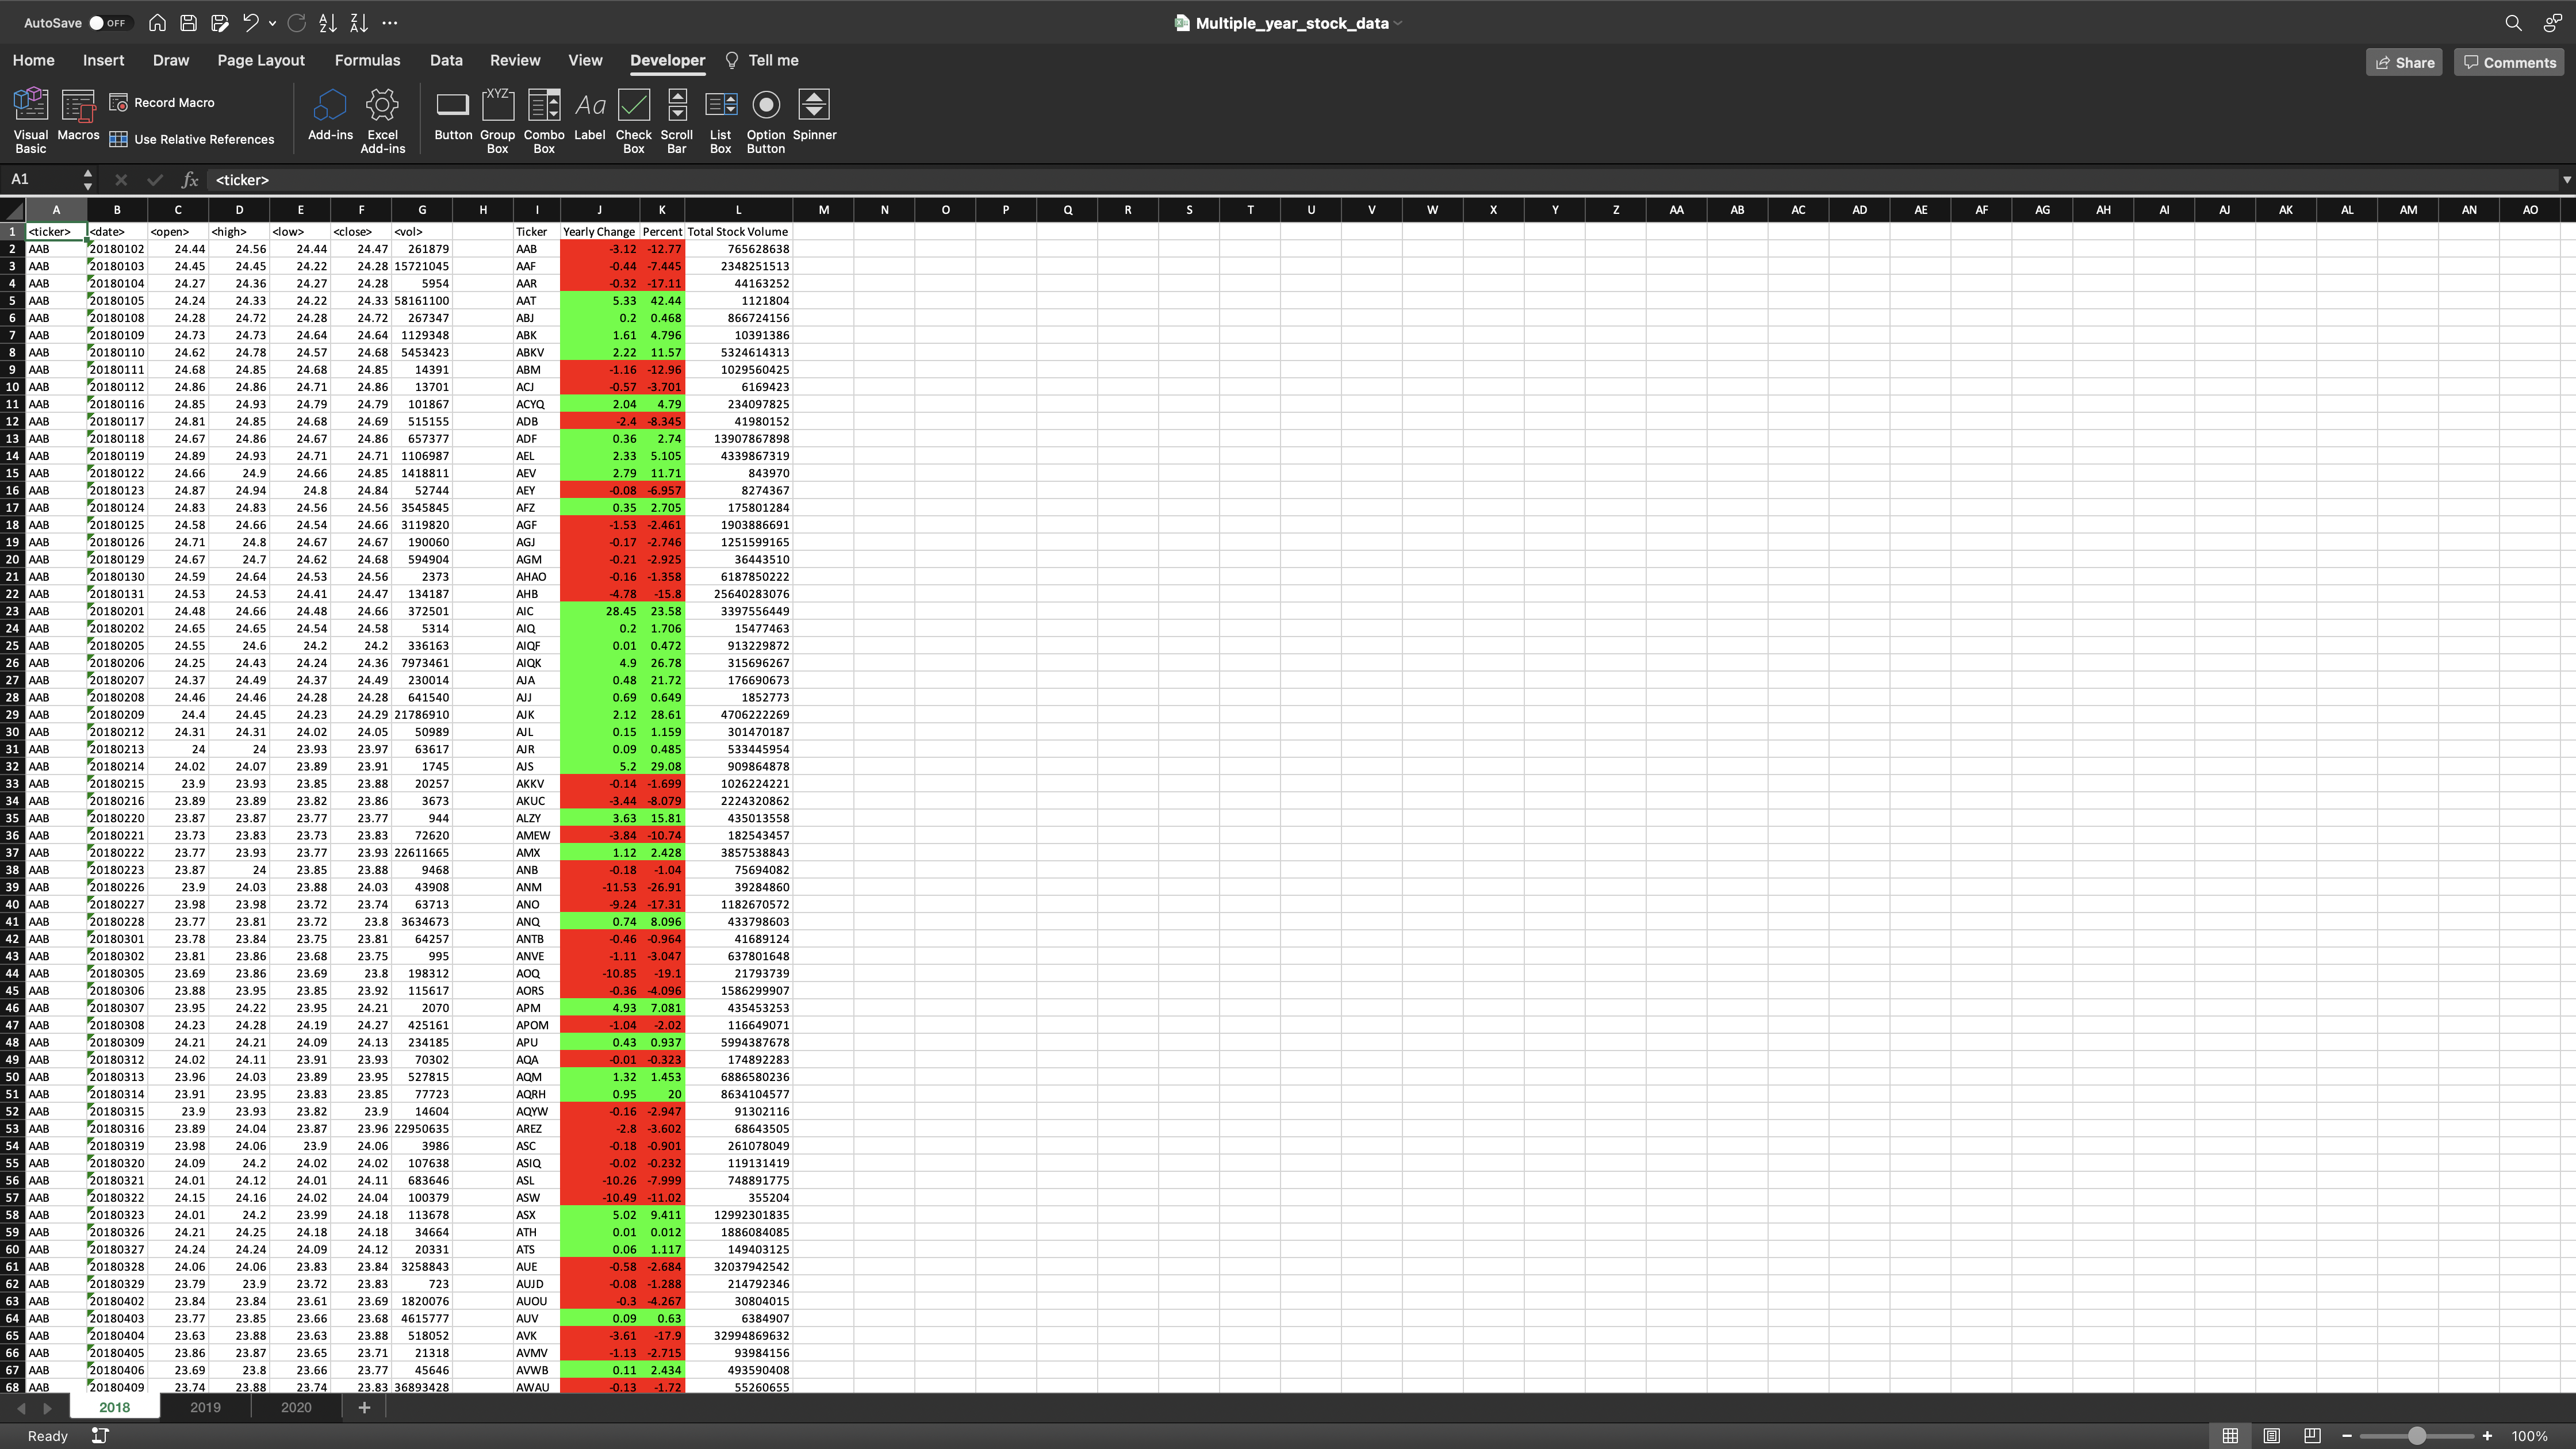 AutoSave OFF Multiple_year_stock_data
Home Insert Draw Page Layout Formulas Data Review View Developer Tell me Share Comments
Visual Basic Macros Record Macro Use Relative References Add-ins Excel Add-ins Button Group Box Combo Box Label Check Box Scroll Bar List Box Option Button Spinner
A1 fx <ticker>
A B C D E F G H I J K L M N O P Q R S T U V W X Y Z AA AB AC AD AE AF AG AH AI AJ AK AL AM AN AO
1 <ticker> <date> <open> <high> <low> <close> <vol> Ticker Yearly Change Percent Total Stock Volume
2 AAB 20180102 24.44 24.56 24.44 24.47 261879 AAB -3.12 -12.77 765628638
3 AAB 20180103 24.45 24.45 24.22 24.28 15721045 AAF -0.44 -7.445 2348251513
4 AAB 20180104 24.27 24.36 24.27 24.28 5954 AAR -0.32 -17.11 44163252
5 AAB 20180105 24.24 24.33 24.22 24.33 58161100 AAT 5.33 42.44 1121804
6 AAB 20180108 24.28 24.72 24.28 24.72 267347 ABJ 0.2 0.468 866724156
7 AAB 20180109 24.73 24.73 24.64 24.64 1129348 ABK 1.61 4.796 10391386
8 AAB 20180110 24.62 24.78 24.57 24.68 5453423 ABKV 2.22 11.57 5324614313
9 AAB 20180111 24.68 24.85 24.68 24.85 14391 ABM -1.16 -12.96 1029560425
10 AAB 20180112 24.86 24.86 24.71 24.86 13701 ACJ -0.57 -3.701 6169423
11 AAB 20180116 24.85 24.93 24.79 24.79 101867 ACYQ 2.04 4.79 234097825
12 AAB 20180117 24.81 24.85 24.68 24.69 515155 ADB -2.4 -8.345 41980152
13 AAB 20180118 24.67 24.86 24.67 24.86 657377 ADF 0.36 2.74 13907867898
14 AAB 20180119 24.89 24.93 24.71 24.71 1106987 AEL 2.33 5.105 4339867319
15 AAB 20180122 24.66 24.9 24.66 24.85 1418811 AEV 2.79 11.71 843970
16 AAB 20180123 24.87 24.94 24.8 24.84 52744 AEY -0.08 -6.957 8274367
17 AAB 20180124 24.83 24.83 24.56 24.56 3545845 AFZ 0.35 2.705 175801284
18 AAB 20180125 24.58 24.66 24.54 24.66 3119820 AGF -1.53 -2.461 1903886691
19 AAB 20180126 24.71 24.8 24.67 24.67 190060 AGJ -0.17 -2.746 1251599165
20 AAB 20180129 24.67 24.7 24.62 24.68 594904 AGM -0.21 -2.925 36443510
21 AAB 20180130 24.59 24.64 24.53 24.56 2373 AHAO -0.16 -1.358 6187850222
22 AAB 20180131 24.53 24.53 24.41 24.47 134187 AHB -4.78 -15.8 25640283076
23 AAB 20180201 24.48 24.66 24.48 24.66 372501 AIC 28.45 23.58 3397556449
24 AAB 20180202 24.65 24.65 24.54 24.58 5314 AIQ 0.2 1.706 15477463
25 AAB 20180205 24.55 24.6 24.2 24.2 336163 AIQF 0.01 0.472 913229872
26 AAB 20180206 24.25 24.43 24.24 24.36 7973461 AIQK 4.9 26.78 315696267
27 AAB 20180207 24.37 24.49 24.37 24.49 230014 AJA 0.48 21.72 176690673
28 AAB 20180208 24.46 24.46 24.28 24.28 641540 AJJ 0.69 0.649 1852773
29 AAB 20180209 24.4 24.45 24.23 24.29 21786910 AJK 2.12 28.61 4706222269
30 AAB 20180212 24.31 24.31 24.02 24.05 50989 AJL 0.15 1.159 301470187
31 AAB 20180213 24 24 23.93 23.97 63617 AJR 0.09 0.485 533445954
32 AAB 20180214 24.02 24.07 23.89 23.91 1745 AJS 5.2 29.08 909864878
33 AAB 20180215 23.9 23.93 23.85 23.88 20257 AKKV -0.14 -1.699 1026224221
34 AAB 20180216 23.89 23.89 23.82 23.86 3673 AKUC -3.44 -8.079 2224320862
35 AAB 20180220 23.87 23.87 23.77 23.77 944 ALZY 3.63 15.81 435013558
36 AAB 20180221 23.73 23.83 23.73 23.83 72620 AMEW -3.84 -10.74 182543457
37 AAB 20180222 23.77 23.93 23.77 23.93 22611665 AMX 1.12 2.428 3857538843
38 AAB 20180223 23.87 24 23.85 23.88 9468 ANB -0.18 -1.04 75694082
39 AAB 20180226 23.9 24.03 23.88 24.03 43908 ANM -11.53 -26.91 39284860
40 AAB 20180227 23.98 23.98 23.72 23.74 63713 ANO -9.24 -17.31 1182670572
41 AAB 20180228 23.77 23.81 23.72 23.8 3634673 ANQ 0.74 8.096 433798603
42 AAB 20180301 23.78 23.84 23.75 23.81 64257 ANTB -0.46 -0.964 41689124
43 AAB 20180302 23.81 23.86 23.68 23.75 995 ANVE -1.11 -3.047 637801648
44 AAB 20180305 23.69 23.86 23.69 23.8 198312 AOQ -10.85 -19.1 21793739
45 AAB 20180306 23.88 23.95 23.85 23.92 115617 AORS -0.36 -4.096 1586299907
46 AAB 20180307 23.95 24.22 23.95 24.21 2070 APM 4.93 7.081 435453253
47 AAB 20180308 24.23 24.28 24.19 24.27 425161 APOM -1.04 -2.02 116649071
48 AAB 20180309 24.21 24.21 24.09 24.13 234185 APU 0.43 0.937 5994387678
49 AAB 20180312 24.02 24.11 23.91 23.93 70302 AQA -0.01 -0.323 174892283
50 AAB 20180313 23.96 24.03 23.89 23.95 527815 AQM 1.32 1.453 6886580236
51 AAB 20180314 23.91 23.95 23.83 23.85 77723 AQRH 0.95 20 8634104577
52 AAB 20180315 23.9 23.93 23.82 23.9 14604 AQYW -0.16 -2.947 91302116
53 AAB 20180316 23.89 24.04 23.87 23.96 22950635 AREZ -2.8 -3.602 68643505
54 AAB 20180319 23.98 24.06 23.9 24.06 3986 ASC -0.18 -0.901 261078049
55 AAB 20180320 24.09 24.2 24.02 24.02 107638 ASIQ -0.02 -0.232 119131419
56 AAB 20180321 24.01 24.12 24.01 24.11 683646 ASL -10.26 -7.999 748891775
57 AAB 20180322 24.15 24.16 24.02 24.04 100379 ASW -10.49 -11.02 355204
58 AAB 20180323 24.01 24.2 23.99 24.18 113678 ASX 5.02 9.411 12992301835
59 AAB 20180326 24.21 24.25 24.18 24.18 34664 ATH 0.01 0.012 1886084085
60 AAB 20180327 24.24 24.24 24.09 24.12 20331 ATS 0.06 1.117 149403125
61 AAB 20180328 24.06 24.06 23.83 23.84 3258843 AUE -0.58 -2.684 32037942542
62 AAB 20180329 23.79 23.9 23.72 23.83 723 AUJD -0.08 -1.288 214792346
63 AAB 20180402 23.84 23.84 23.61 23.69 1820076 AUOU -0.3 -4.267 30804015
64 AAB 20180403 23.77 23.85 23.66 23.68 4615777 AUV 0.09 0.63 6384907
65 AAB 20180404 23.63 23.88 23.63 23.88 518052 AVK -3.61 -17.9 32994869632
66 AAB 20180405 23.86 23.87 23.65 23.71 21318 AVMV -1.13 -2.715 93984156
67 AAB 20180406 23.69 23.8 23.66 23.77 45646 AVWB 0.11 2.434 493590408
68 AAB 20180409 23.74 23.88 23.74 23.83 36893428 AWAU -0.13 -1.72 55260655
2018 2019 2020 +
Ready 100%